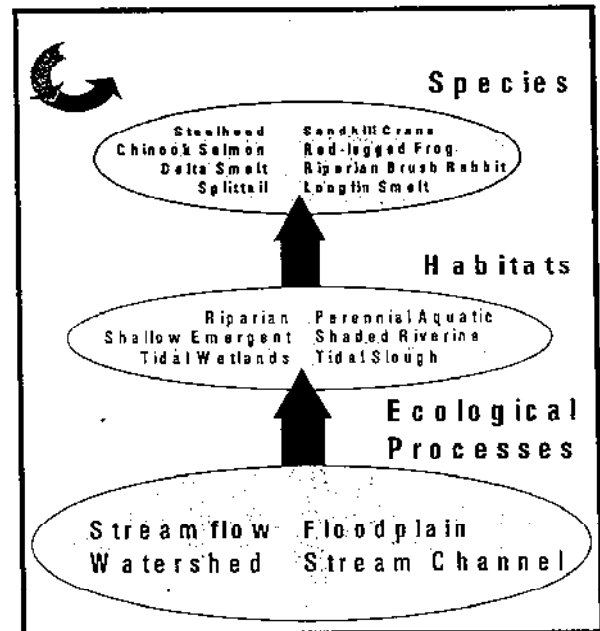 Species
Steelhead Sandhill Crane
Chinook Salmon Red-legged Frog
Delta Smelt Riparian Brush Rabbit
Splittail Longfin Smelt
Habitats
Riparian Perennial Aquatic
Shallow Emergent Shaded Riverine
Tidal Wetlands Tidal Slough
Ecological
Processes
Streamflow Floodplain
Watershed Stream Channel